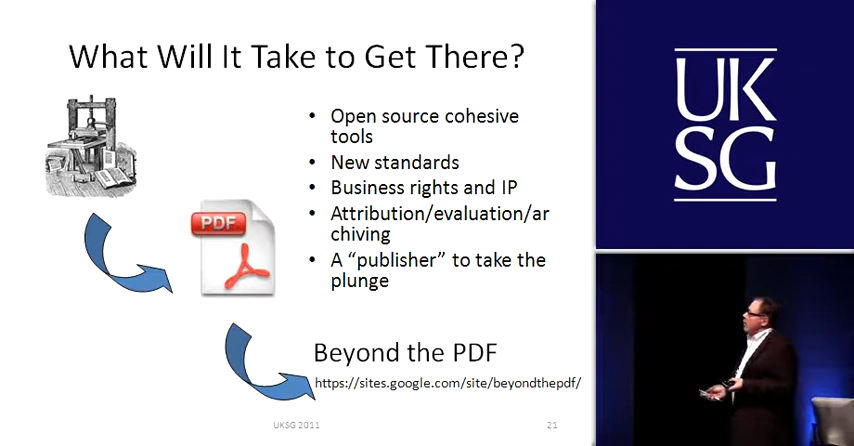 What Will It Take to Get There?
• Open source cohesive
tools
• New standards
• Business rights and IP
• Attribution/evaluation/ar
chiving
• A “publisher” to take the
plunge
PDF
Beyond the PDF
https://sites.google.com/site/beyondthepdf/
UKSG 2011
21
UK
SG